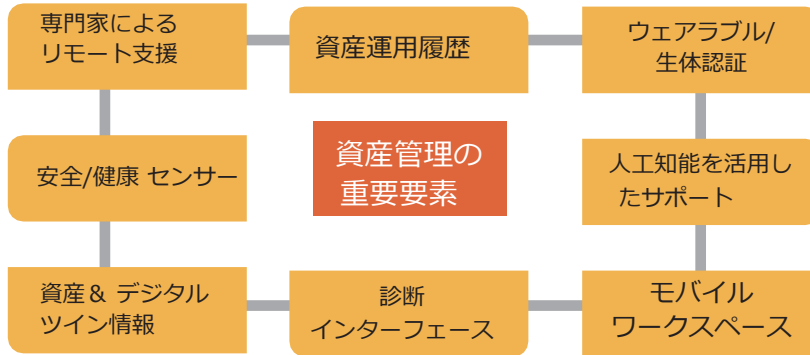 専門家による
リモート支援
資産運用履歴
ウェアラブル/
生体認証
安全/健康 センサー
資産管理の
重要要素
人工知能を活用し
たサポート
資産＆ デジタル
ツイン情報
診断
インターフェース
モバイル
ワークスペース